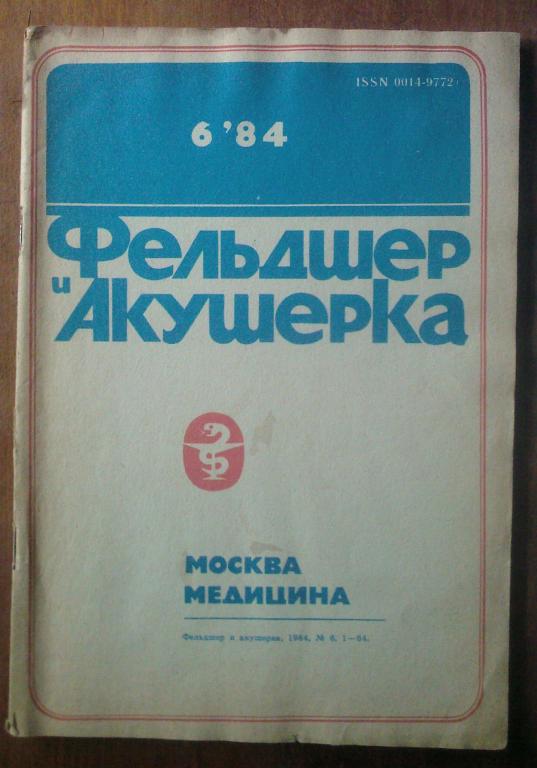 ISSN 0014-9772
6 '84
Фельдшер
и Акушерка
МОСКВА
МЕДИЦИНА
Фельдшер и акушерка, 1984, № 6, 1—64.